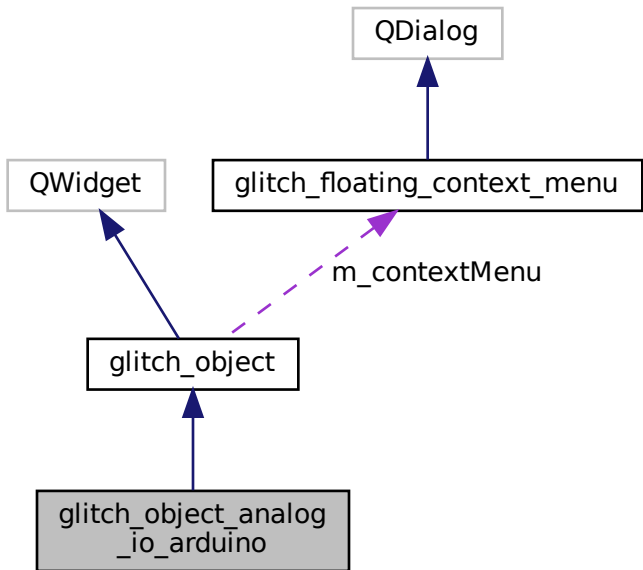 QDialog
QWidget
glitch_floating_context_menu
m_contextMenu
glitch_object
glitch_object_analog
_io_arduino